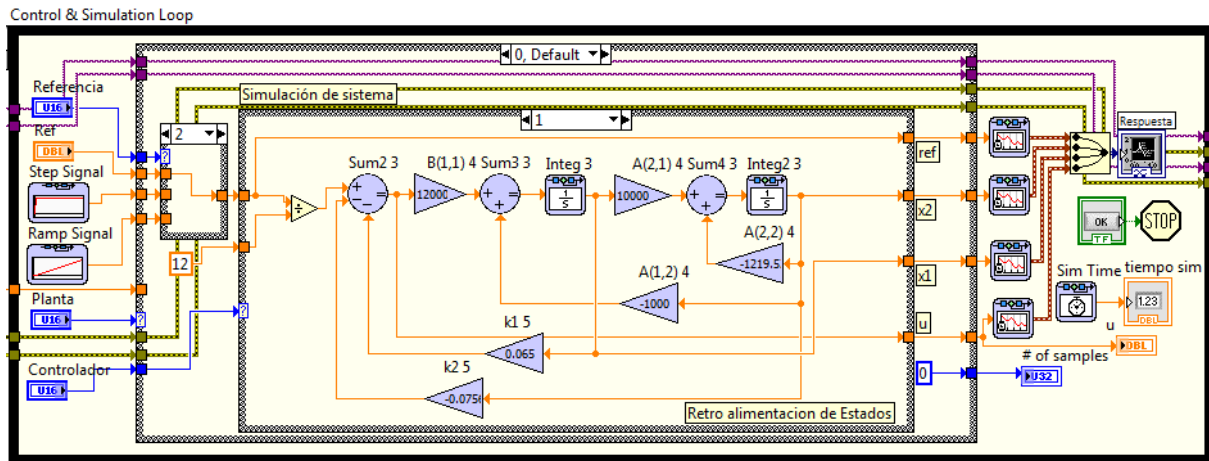 Control & Simulation Loop
0, Default
Referencia
U16
Simulación de sistema
Ref
DBL
2
1
Respuesta
Step Signal
Sum2 3
B(1,1) 4
Sum3 3
Integ 3
A(2,1) 4
Sum4 3
Integ2 3
ref
12000
1
S
10000
1
S
x2
OK
TF
STOP
Ramp Signal
A(2,2) 4
-1219.5
12
A(1,2) 4
-1000
x1
Sim Time
tiempo sim
1.23
DBL
Planta
U16
k1 5
0.065
u
u
DBL
Controlador
U16
k2 5
-0.0756
0
# of samples
U32
Retro alimentacion de Estados